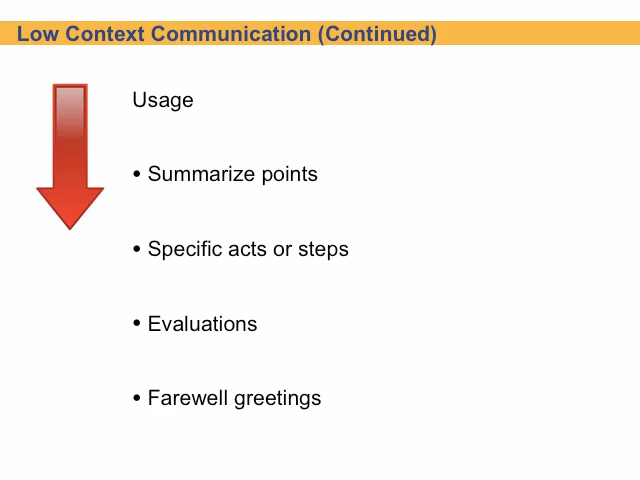 Low Context Communication (Continued)
Usage
• Summarize points
• Specific acts or steps
• Evaluations
• Farewell greetings